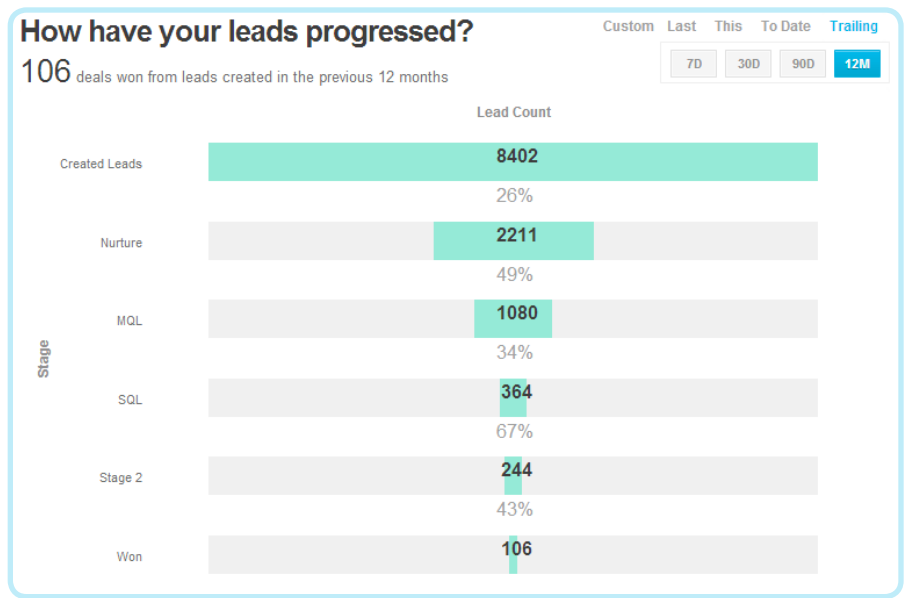 How have your leads progressed?
Custom Last This To Date Trailing
106 deals won from leads created in the previous 12 months
7D 30D 90D 12M
Lead Count
Created Leads
8402
26%
Nurture
2211
49%
MQL
1080
34%
Stage
SQL
364
67%
Stage 2
244
43%
Won
106